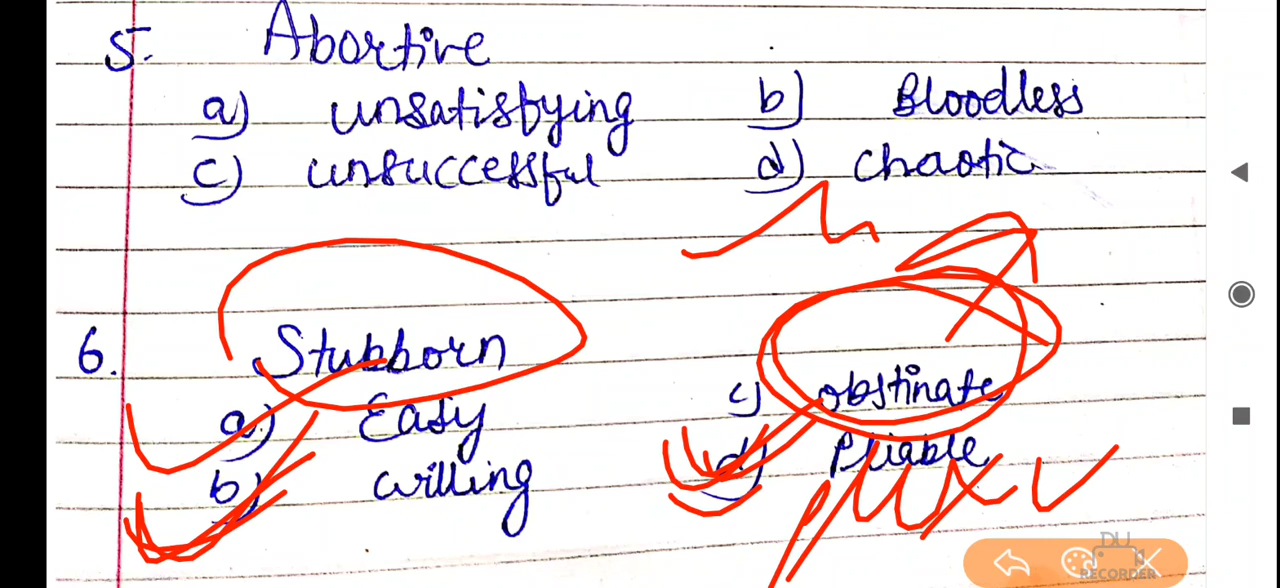 5. Abortive
a) unsatisfying b) Bloodless
c) unsuccessful d) chaotic
6. Stubborn
a) Easy c) obstinate
b) willing d) Pliable
DU
RECORDER